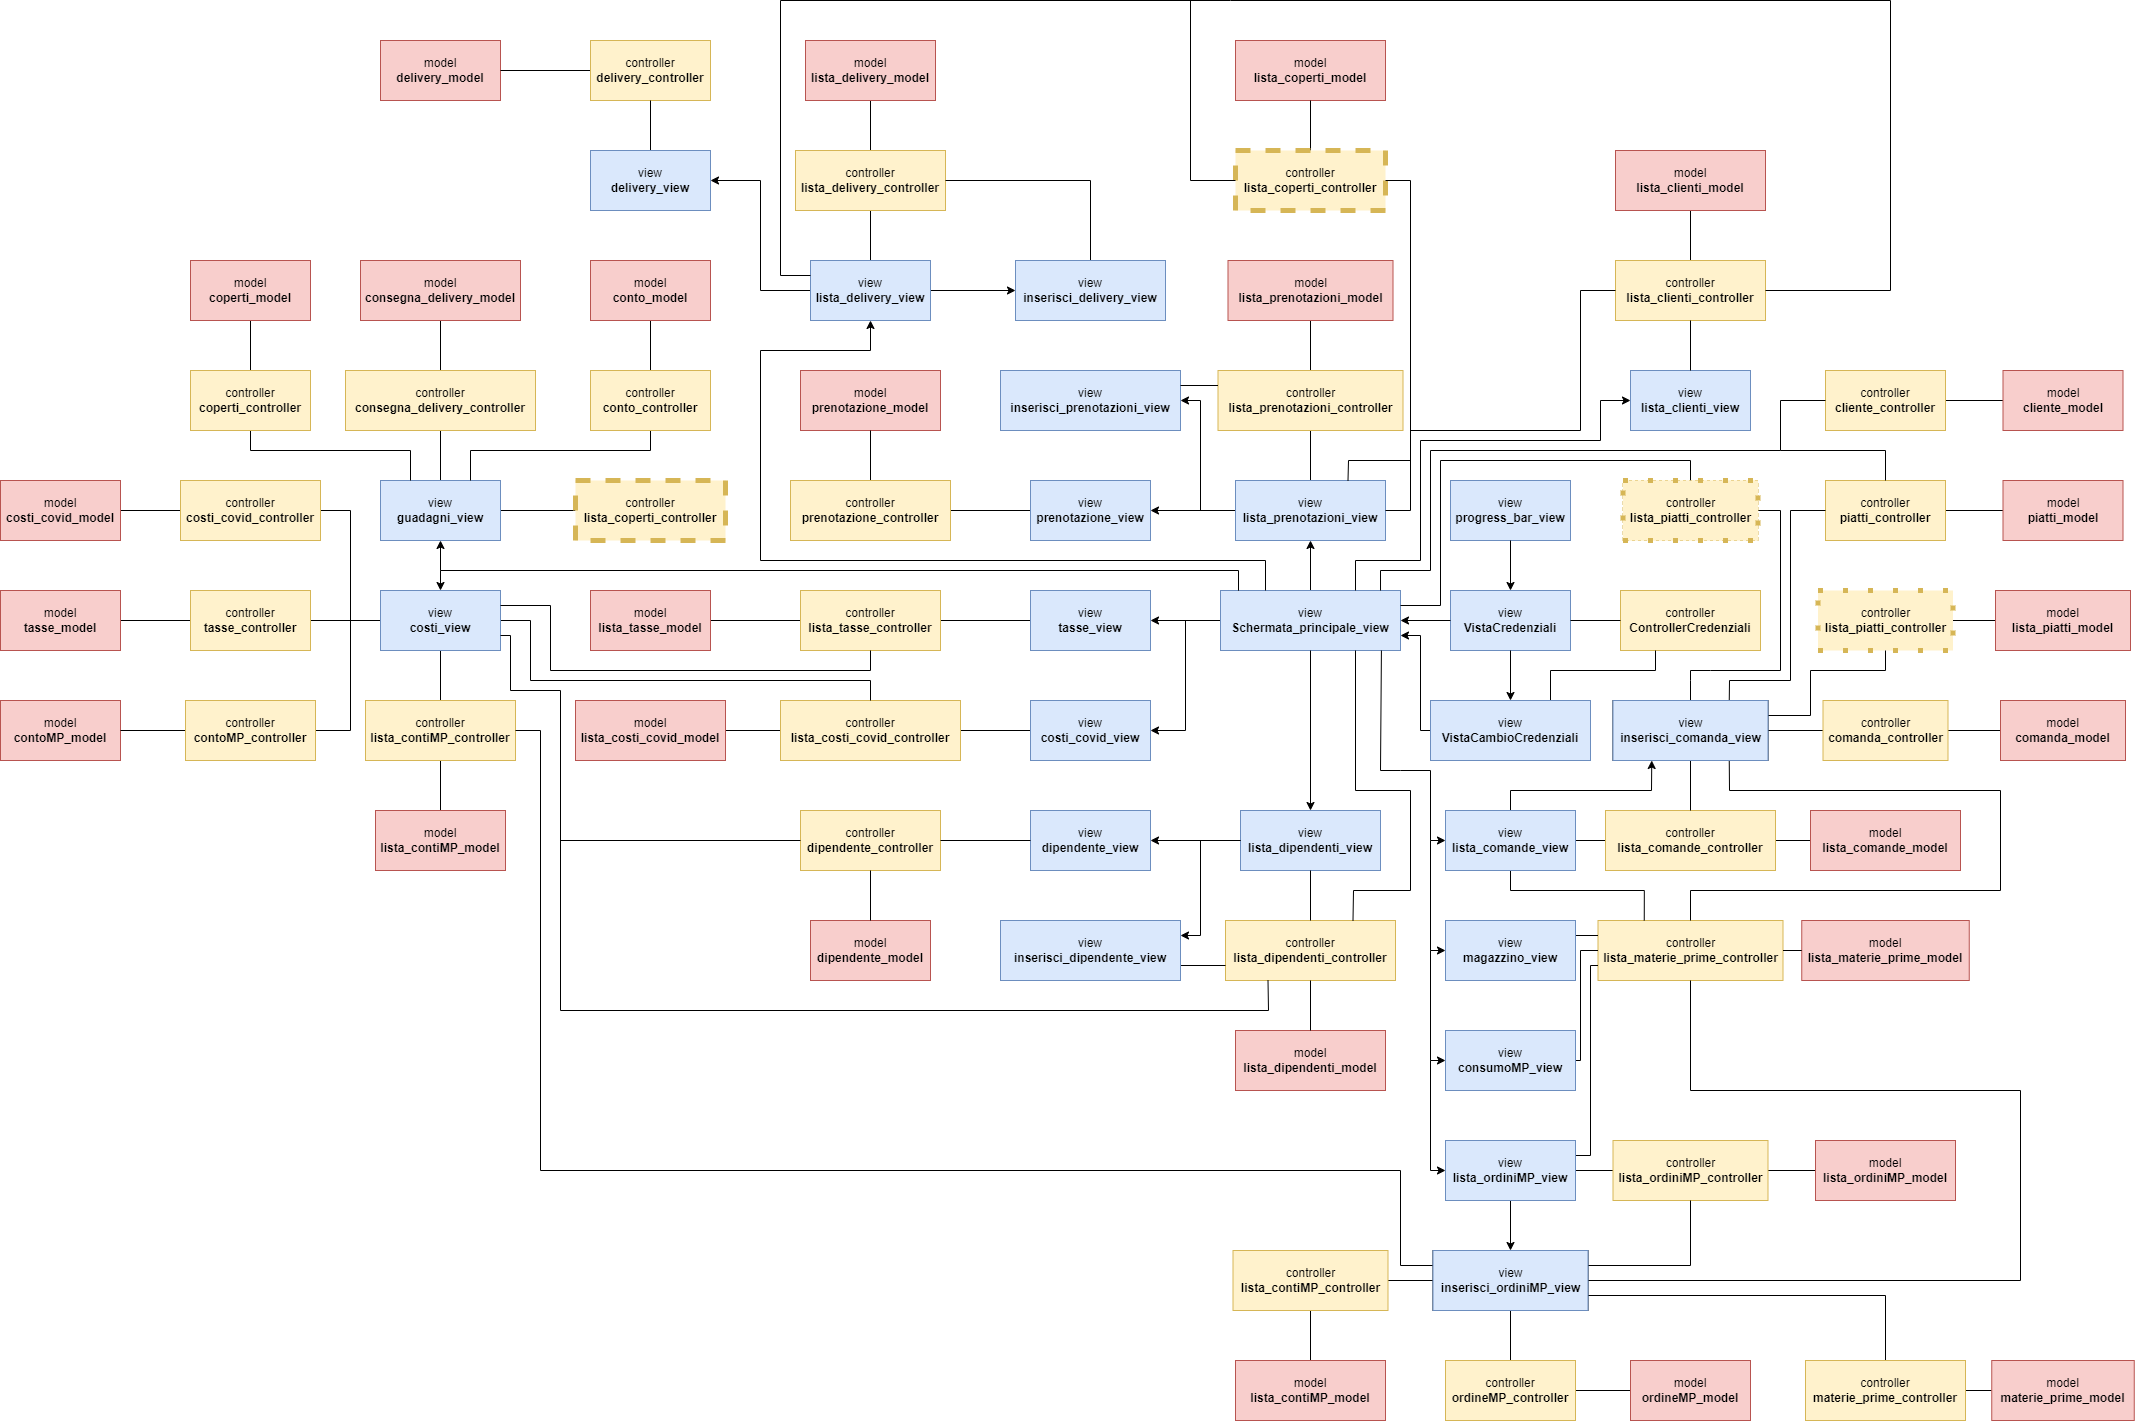 model
delivery_model
controller
delivery_controller
model
lista_delivery_model
model
lista_coperti_model
view
delivery_view
controller
lista_delivery_controller
controller
lista_coperti_controller
model
lista_clienti_model
model
coperti_model
model
consegna_delivery_model
model
conto_model
view
lista_delivery_view
view
inserisci_delivery_view
model
lista_prenotazioni_model
controller
lista_clienti_controller
controller
coperti_controller
controller
consegna_delivery_controller
controller
conto_controller
model
prenotazione_model
view
inserisci_prenotazioni_view
controller
lista_prenotazioni_controller
view
lista_clienti_view
controller
cliente_controller
model
cliente_model
model
costi_covid_model
controller
costi_covid_controller
view
guadagni_view
controller
lista_coperti_controller
controller
prenotazione_controller
view
prenotazione_view
view
lista_prenotazioni_view
view
progress_bar_view
controller
lista_piatti_controller
controller
piatti_controller
model
piatti_model
model
tasse_model
controller
tasse_controller
view
costi_view
model
lista_tasse_model
controller
lista_tasse_controller
view
tasse_view
view
Schermata_principale_view
view
VistaCredenziali
controller
ControllerCredenziali
controller
lista_piatti_controller
model
lista_piatti_model
model
contoMP_model
controller
contoMP_controller
controller
lista_contiMP_controller
model
lista_costi_covid_model
controller
lista_costi_covid_controller
view
costi_covid_view
view
VistaCambioCredenziali
view
inserisci_comanda_view
controller
comanda_controller
model
comanda_model
model
lista_contiMP_model
controller
dipendente_controller
view
dipendente_view
view
lista_dipendenti_view
view
lista_comande_view
controller
lista_comande_controller
model
lista_comande_model
model
dipendente_model
view
inserisci_dipendente_view
controller
lista_dipendenti_controller
view
magazzino_view
controller
lista_materie_prime_controller
model
lista_materie_prime_model
model
lista_dipendenti_model
view
consumoMP_view
view
lista_ordiniMP_view
controller
lista_ordiniMP_controller
model
lista_ordiniMP_model
controller
lista_contiMP_controller
view
inserisci_ordiniMP_view
model
lista_contiMP_model
controller
ordineMP_controller
model
ordineMP_model
controller
materie_prime_controller
model
materie_prime_model